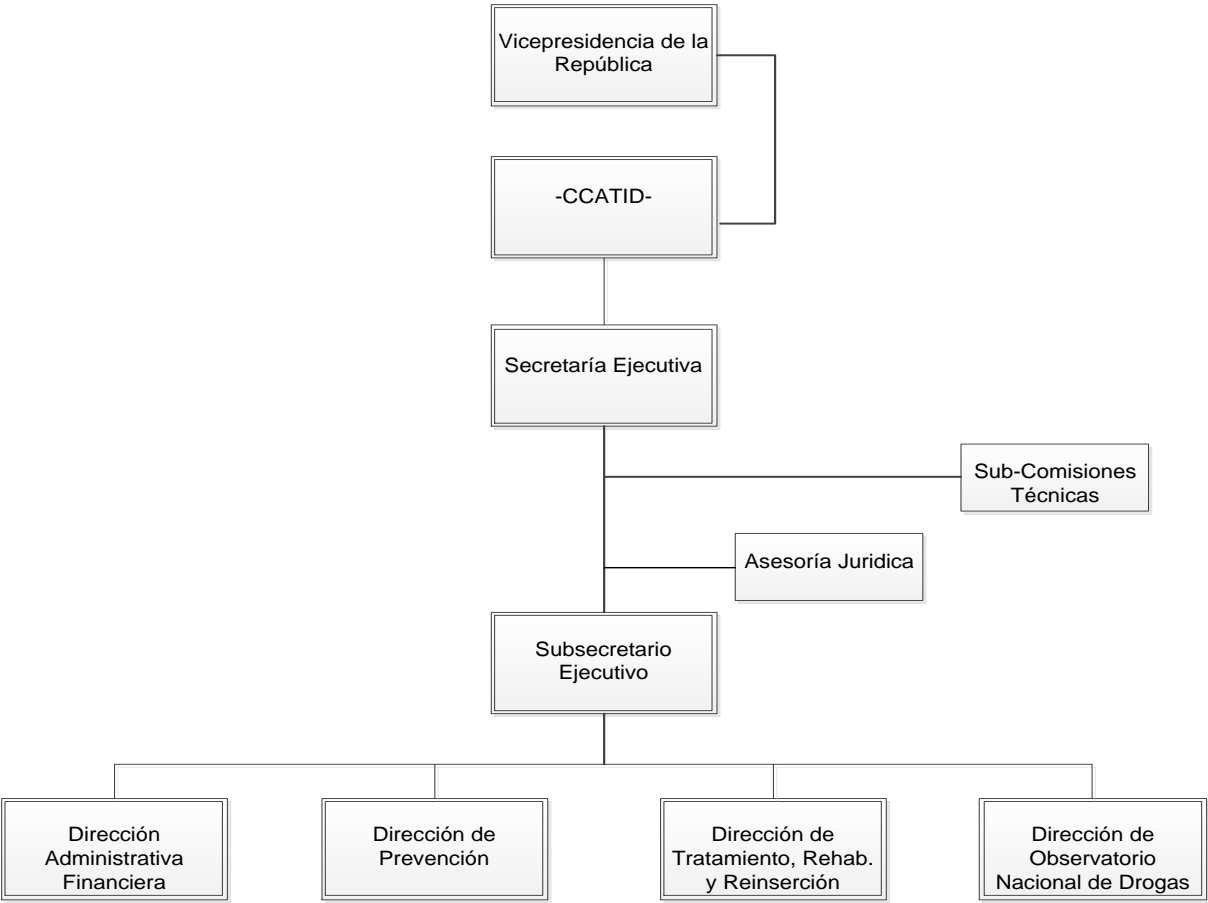 Vicepresidencia de la
República
-CCATID-
Secretaría Ejecutiva
Sub-Comisiones
Técnicas
Asesoría Juridica
Subsecretario
Ejecutivo
Dirección
Administrativa
Financiera
Dirección de
Prevención
Dirección de
Tratamiento, Rehab.
y Reinserción
Dirección de
Observatorio
Nacional de Drogas